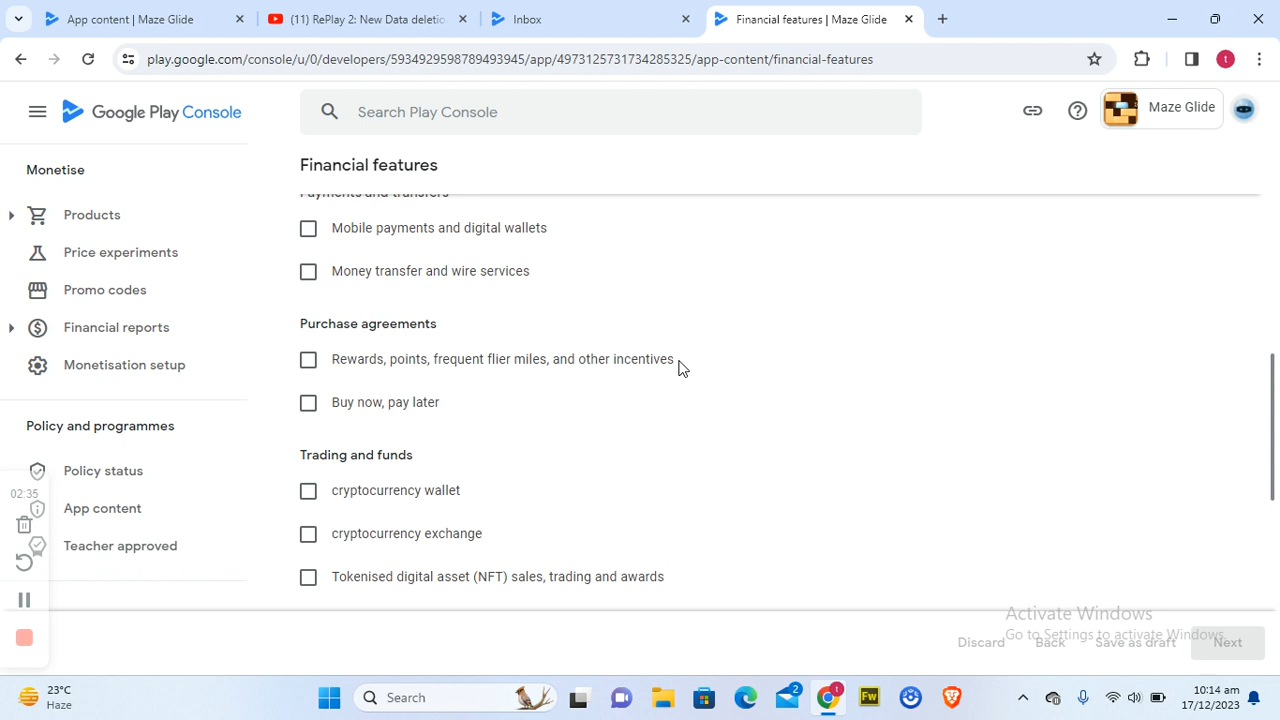 App content | Maze Glide
(11) RePlay 2: New Data deletio
Inbox
Financial features | Maze Glide
play.google.com/console/u/0/developers/5934929598789493945/app/4973125731734285325/app-content/financial-features
t
Google Play Console
Search Play Console
Maze Glide
Monetise
Products
Price experiments
Promo codes
Financial reports
Monetisation setup
Policy and programmes
Policy status
App content
Teacher approved
02:35
Financial features
Payments and transfers
Mobile payments and digital wallets
Money transfer and wire services
Purchase agreements
Rewards, points, frequent flier miles, and other incentives
Buy now, pay later
Trading and funds
cryptocurrency wallet
cryptocurrency exchange
Tokenised digital asset (NFT) sales, trading and awards
Activate Windows
Go to Settings to activate Windows.
Discard
Back
Save as draft
Next
23°C
Haze
Search
2
t
Fw
10:14 am
17/12/2023